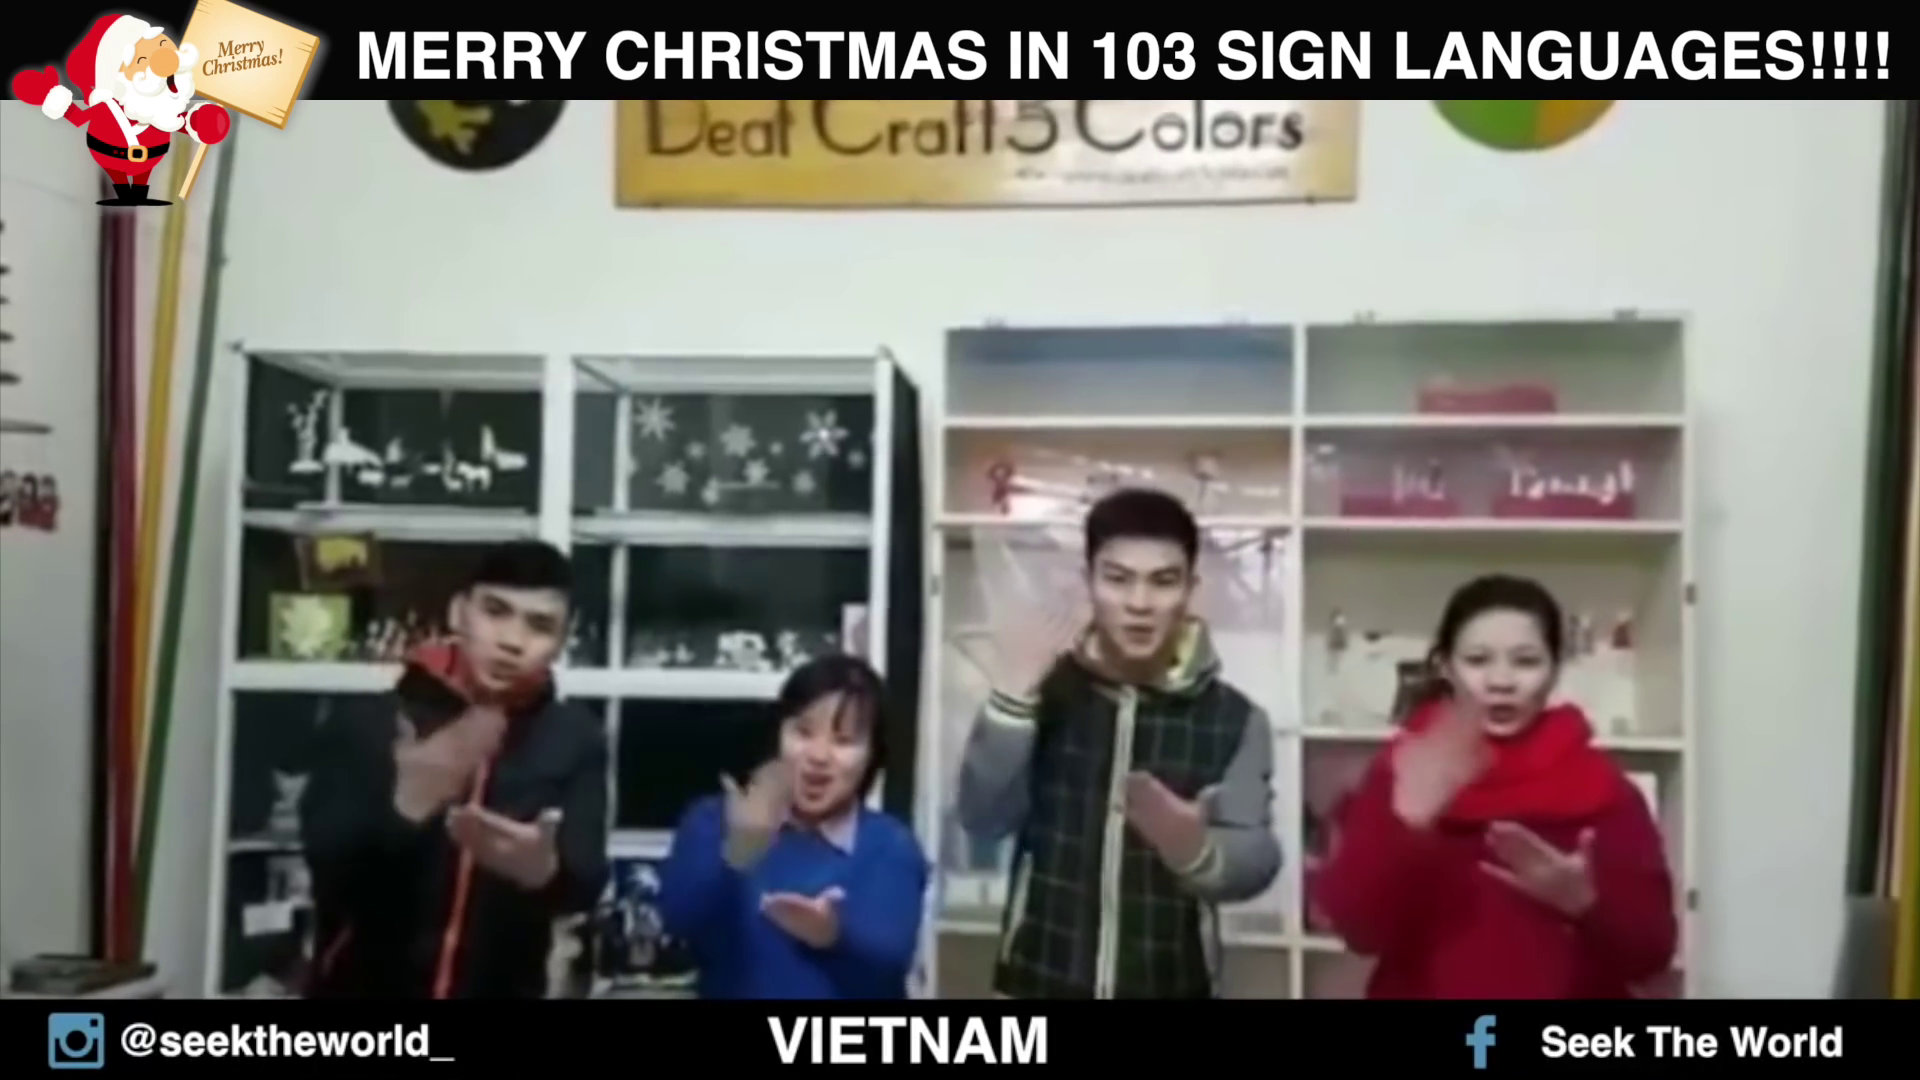 Merry
Christmas!
MERRY CHRISTMAS IN 103 SIGN LANGUAGES!!!!
Deaf Craft 5 Colors
@seektheworld_
VIETNAM
Seek The World